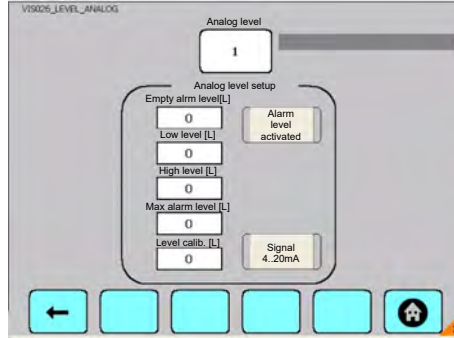 VIS026_LEVEL_ANALOG
Analog level
1
Analog level setup
Empty alrm level[L]
0
Alarm
level
activated
Low level [L]
0
High level [L]
0
Max alarm level [L]
0
Level calib. [L]
0
Signal
4..20mA